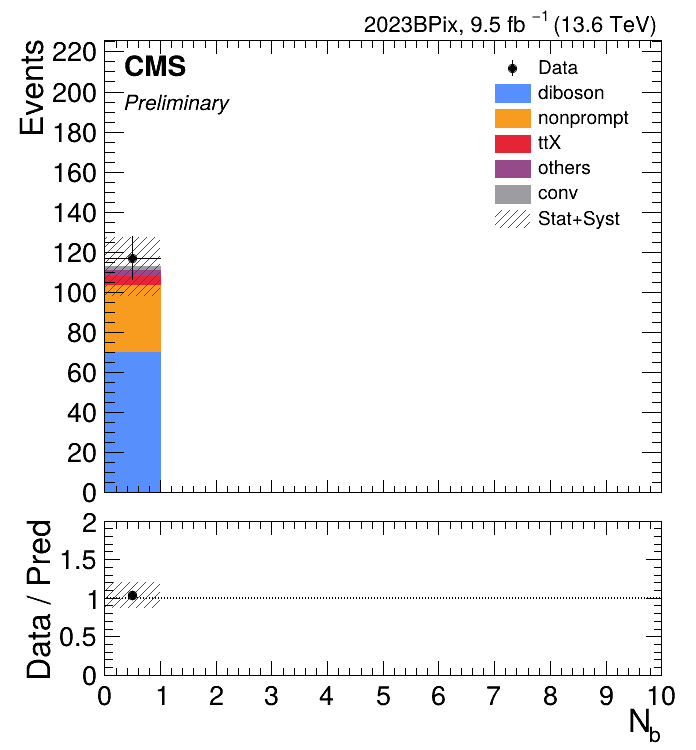 2023BPix, 9.5 fb⁻¹ (13.6 TeV)
CMS
Preliminary
Data
diboson
nonprompt
ttX
others
conv
Stat+Syst
Events
220
200
180
160
140
120
100
80
60
40
20
0
Data / Pred
2
1.5
1
0.5
0
0 1 2 3 4 5 6 7 8 9 10
N_b